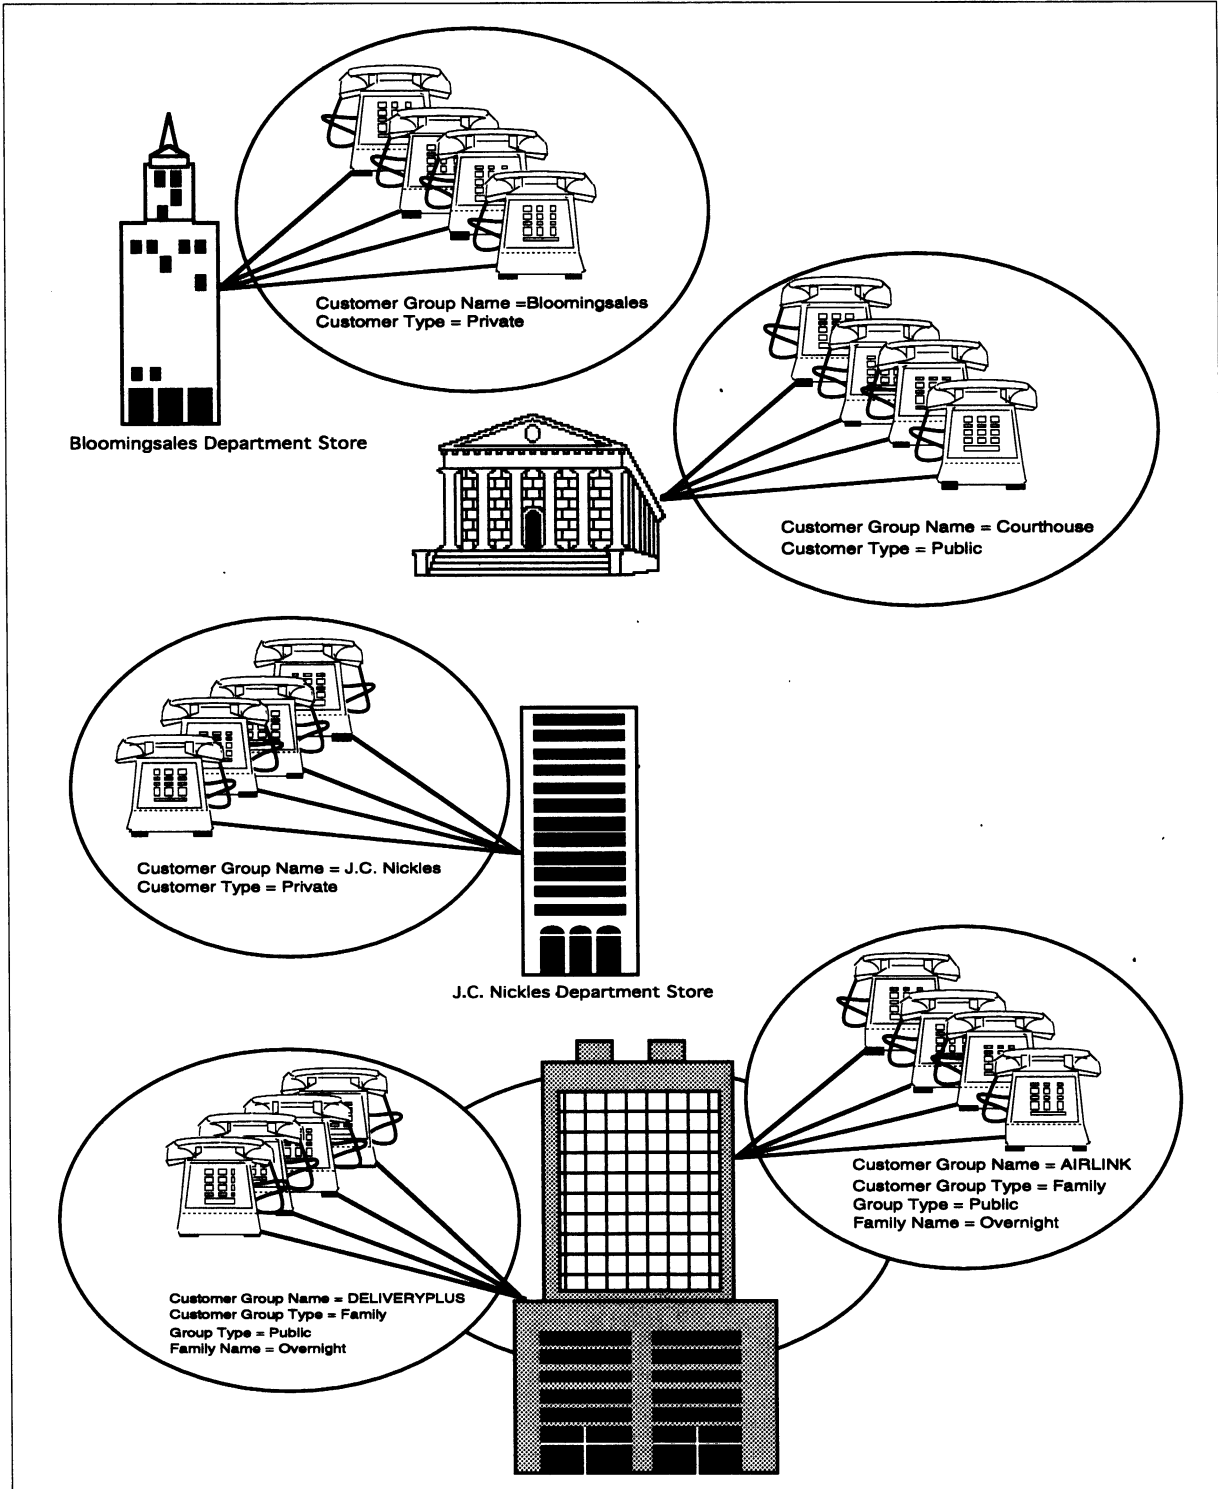 Customer Group Name =Bloomingsales
Customer Type = Private
Bloomingsales Department Store
Customer Group Name = Courthouse
Customer Type = Public
Customer Group Name = J.C. Nickles
Customer Type = Private
J.C. Nickles Department Store
Customer Group Name = AIRLINK
Customer Group Type = Family
Group Type = Public
Family Name = Overnight
Customer Group Name = DELIVERYPLUS
Customer Group Type = Family
Group Type = Public
Family Name = Overnight